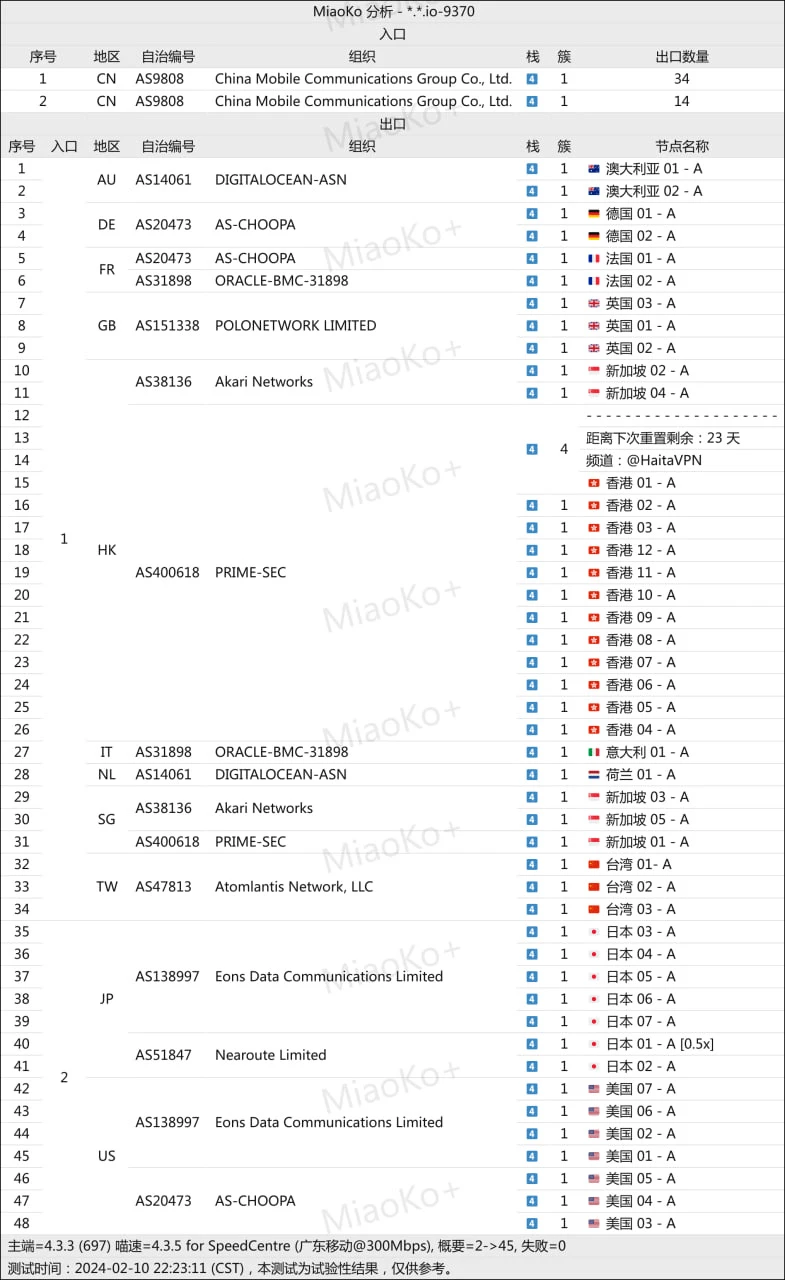 MiaoKo 分析 - *.*.io-9370
入口
序号 地区 自治编号 组织 栈 簇 出口数量
1 CN AS9808 China Mobile Communications Group Co., Ltd. 4 1 34
2 CN AS9808 China Mobile Communications Group Co., Ltd. 4 1 14
出口
序号 入口 地区 自治编号 组织 栈 簇 节点名称
1 AU AS14061 DIGITALOCEAN-ASN 4 1 澳大利亚 01 - A
2 4 1 澳大利亚 02 - A
3 DE AS20473 AS-CHOOPA 4 1 德国 01 - A
4 4 1 德国 02 - A
5 FR AS20473 AS-CHOOPA 4 1 法国 01 - A
6 AS31898 ORACLE-BMC-31898 4 1 法国 02 - A
7 4 1 英国 03 - A
8 GB AS151338 POLONETWORK LIMITED 4 1 英国 01 - A
9 4 1 英国 02 - A
10 AS38136 Akari Networks 4 1 新加坡 02 - A
11 4 1 新加坡 04 - A
12 - - - - - - - - - - - - - - - - - - - - -
13 4 4 距离下次重置剩余：23 天
14 频道：@HaitaVPN
15 香港 01 - A
16 4 1 香港 02 - A
17 4 1 香港 03 - A
18 1 HK 4 1 香港 12 - A
19 AS400618 PRIME-SEC 4 1 香港 11 - A
20 4 1 香港 10 - A
21 4 1 香港 09 - A
22 4 1 香港 08 - A
23 4 1 香港 07 - A
24 4 1 香港 06 - A
25 4 1 香港 05 - A
26 4 1 香港 04 - A
27 IT AS31898 ORACLE-BMC-31898 4 1 意大利 01 - A
28 NL AS14061 DIGITALOCEAN-ASN 4 1 荷兰 01 - A
29 SG AS38136 Akari Networks 4 1 新加坡 03 - A
30 4 1 新加坡 05 - A
31 AS400618 PRIME-SEC 4 1 新加坡 01 - A
32 4 1 台湾 01- A
33 TW AS47813 Atomlantis Network, LLC 4 1 台湾 02 - A
34 4 1 台湾 03 - A
35 4 1 日本 03 - A
36 4 1 日本 04 - A
37 AS138997 Eons Data Communications Limited 4 1 日本 05 - A
38 JP 4 1 日本 06 - A
39 4 1 日本 07 - A
40 AS51847 Nearoute Limited 4 1 日本 01 - A [0.5x]
41 2 4 1 日本 02 - A
42 4 1 美国 07 - A
43 AS138997 Eons Data Communications Limited 4 1 美国 06 - A
44 4 1 美国 02 - A
45 US 4 1 美国 01 - A
46 4 1 美国 05 - A
47 AS20473 AS-CHOOPA 4 1 美国 04 - A
48 4 1 美国 03 - A
主端=4.3.3 (697) 喵速=4.3.5 for SpeedCentre (广东移动@300Mbps), 概要=2->45, 失败=0
测试时间：2024-02-10 22:23:11 (CST)，本测试为试验性结果，仅供参考。
MiaoKo+
MiaoKo+
MiaoKo+
MiaoKo+
MiaoKo+
MiaoKo+
MiaoKo+
MiaoKo+
MiaoKo+
MiaoKo+